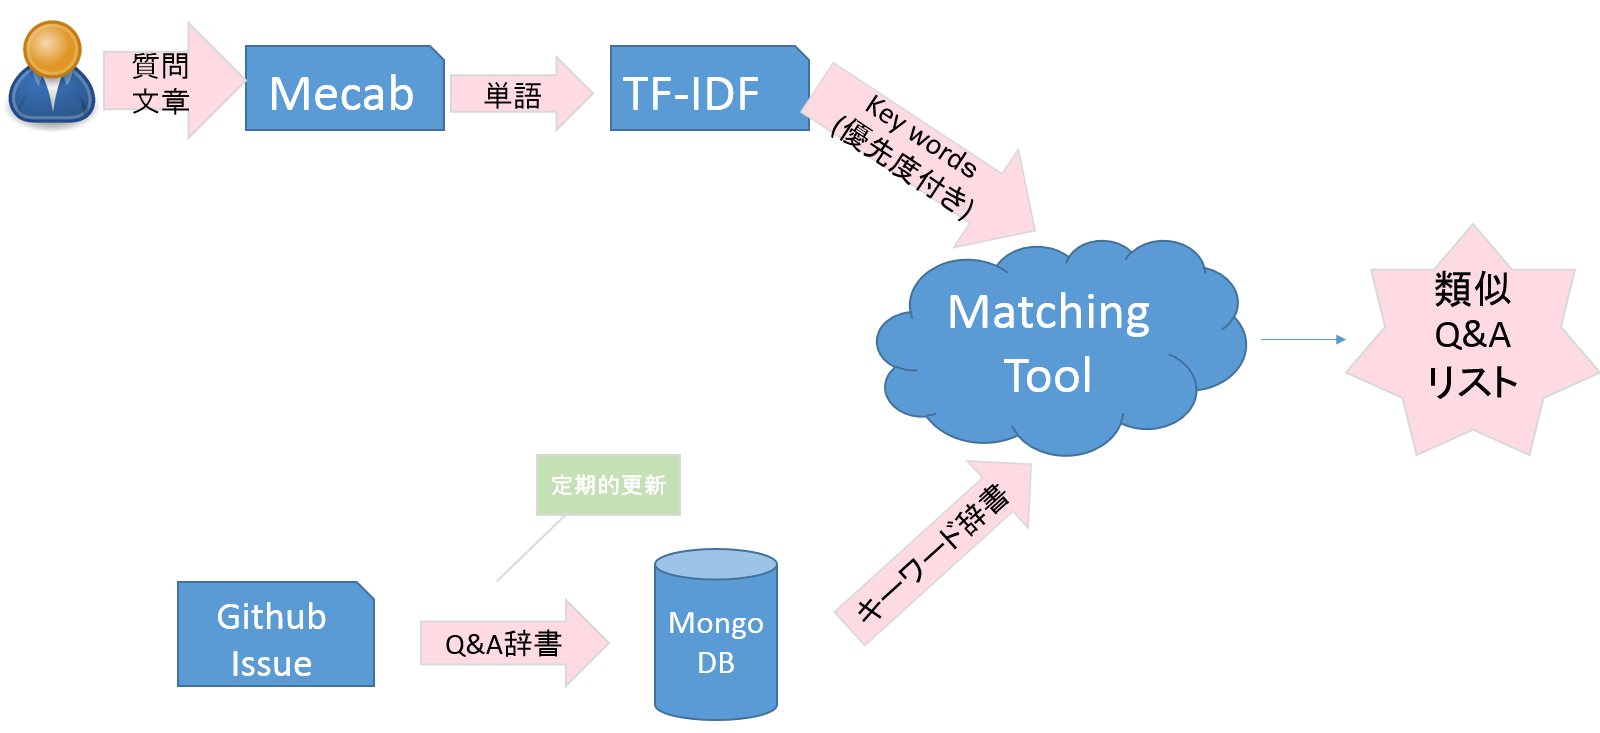 質問
文章
Mecab
単語
TF-IDF
Key words
(優先度付き)
Matching
Tool
類似
Q&A
リスト
定期的更新
Github
Issue
Q&A辞書
Mongo
DB
キーワード辞書